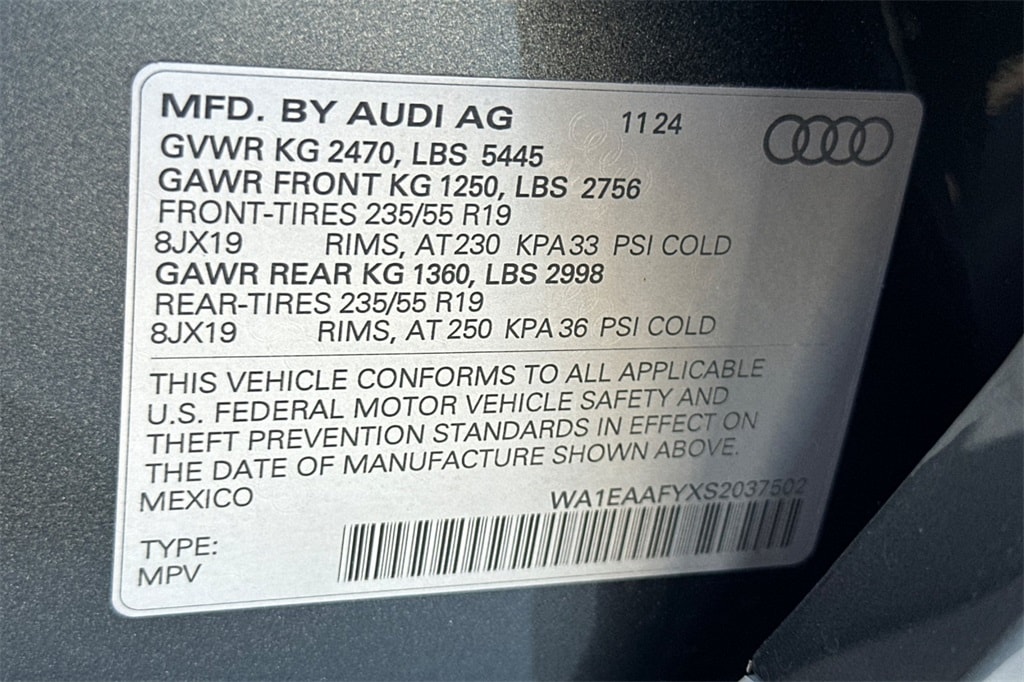 MFD. BY AUDI AG 11 24
GVWR KG 2470, LBS 5445
GAWR FRONT KG 1250, LBS 2756
FRONT-TIRES 235/55 R19
8JX19 RIMS, AT 230 KPA 33 PSI COLD
GAWR REAR KG 1360, LBS 2998
REAR-TIRES 235/55 R19
8JX19 RIMS, AT 250 KPA 36 PSI COLD
THIS VEHICLE CONFORMS TO ALL APPLICABLE
U.S. FEDERAL MOTOR VEHICLE SAFETY AND
THEFT PREVENTION STANDARDS IN EFFECT ON
THE DATE OF MANUFACTURE SHOWN ABOVE.
MEXICO WA1EAAFYXS2037502
TYPE:
MPV